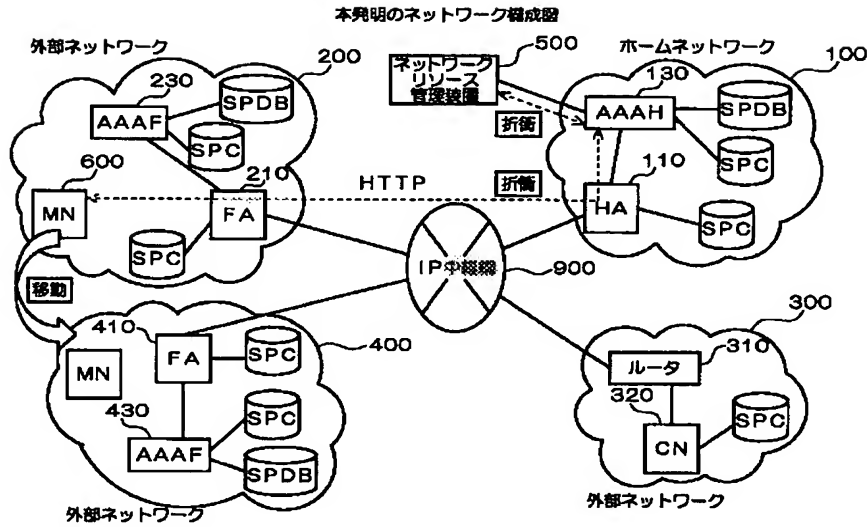 本発明のネットワーク構成図
外部ネットワーク
200
230
AAAF
SPDB
SPC
600
MN
210
FA
SPC
移動
500
ネットワーク
リソース
管理装置
折衝
HTTP
折衝
ホームネットワーク
100
130
AAAH
SPDB
SPC
110
HA
SPC
IP中継網
900
410
FA
SPC
400
MN
430
AAAF
SPC
SPDB
外部ネットワーク
300
310
ルータ
320
CN
SPC
外部ネットワーク